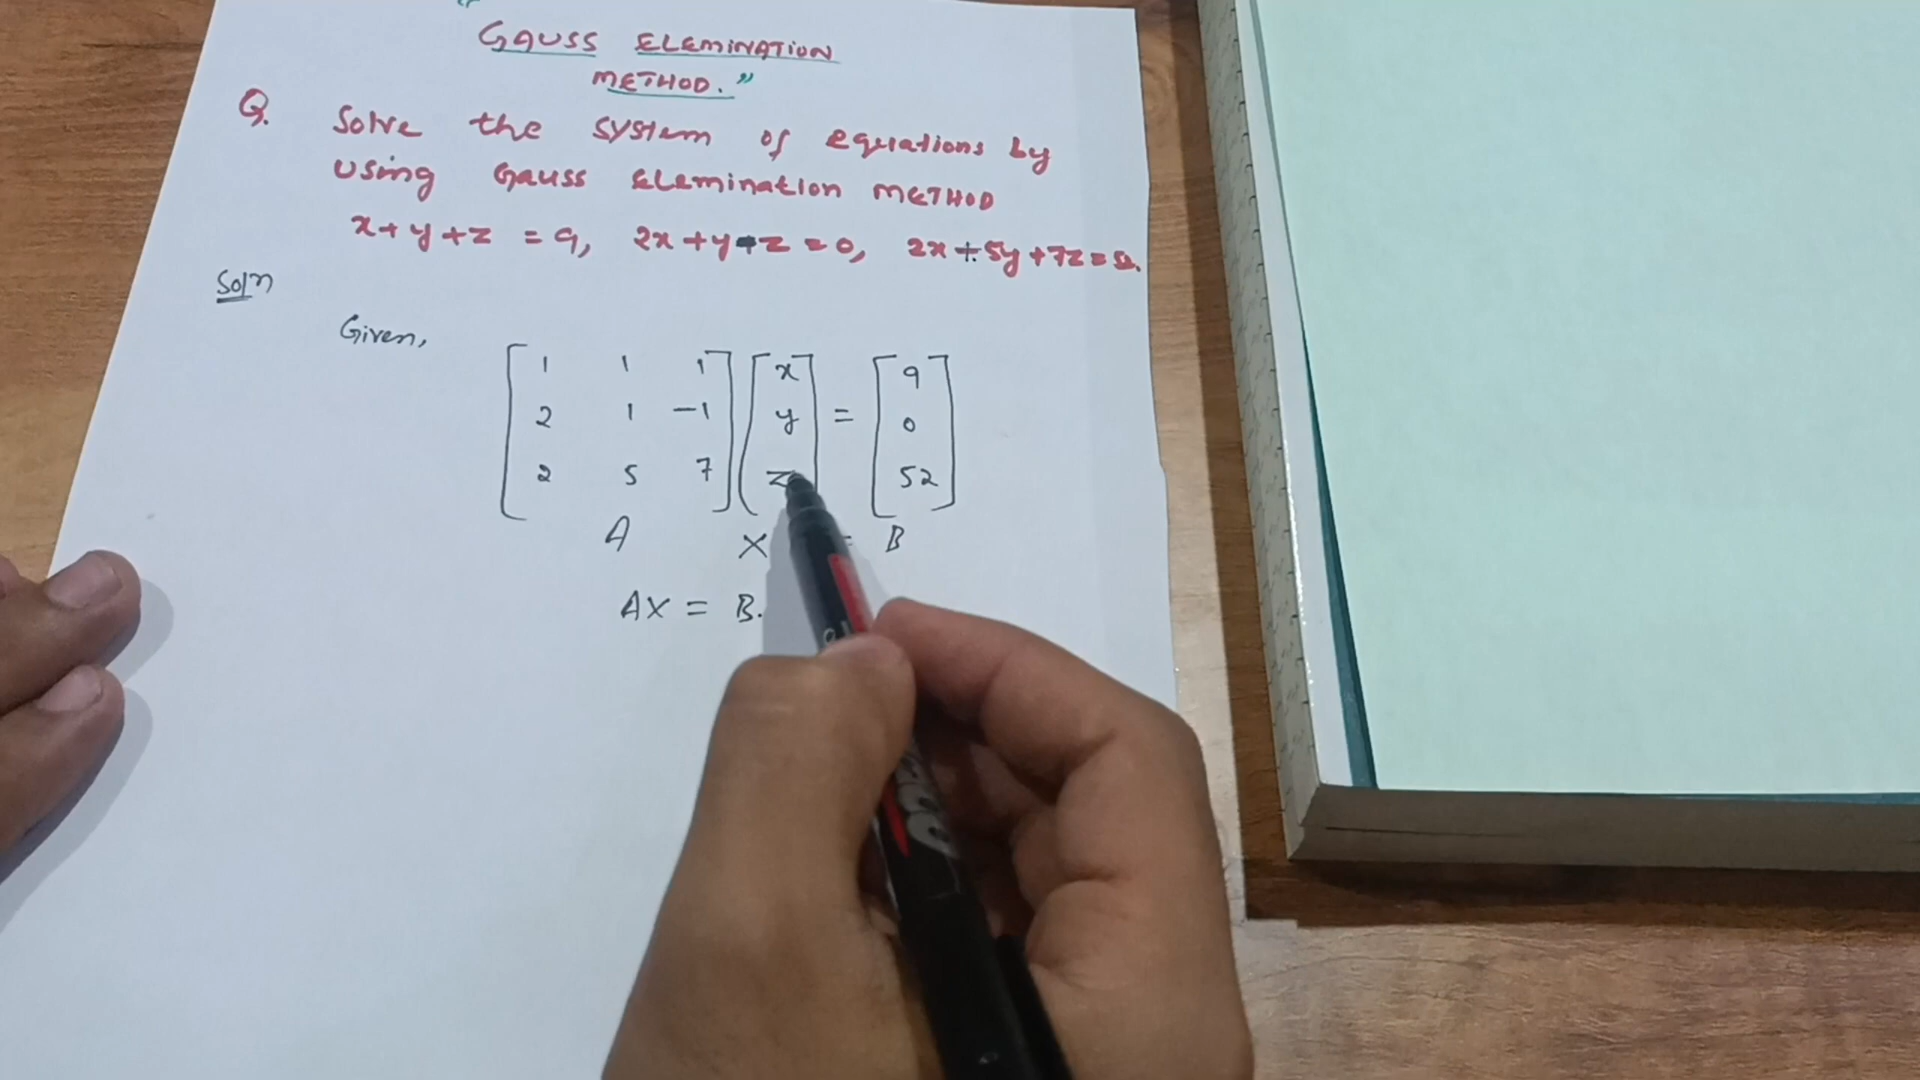 "GAUSS ELEMINATION
METHOD."
Q. Solve the system of equations by
using Gauss Elemination METHOD
x+y+z = 9, 2x+y-z=0, 2x+5y+7z=52.
Soln
Given,
1 1 1 x 9
2 1 -1 y = 0
2 5 7 z 52
A X = B
AX = B.